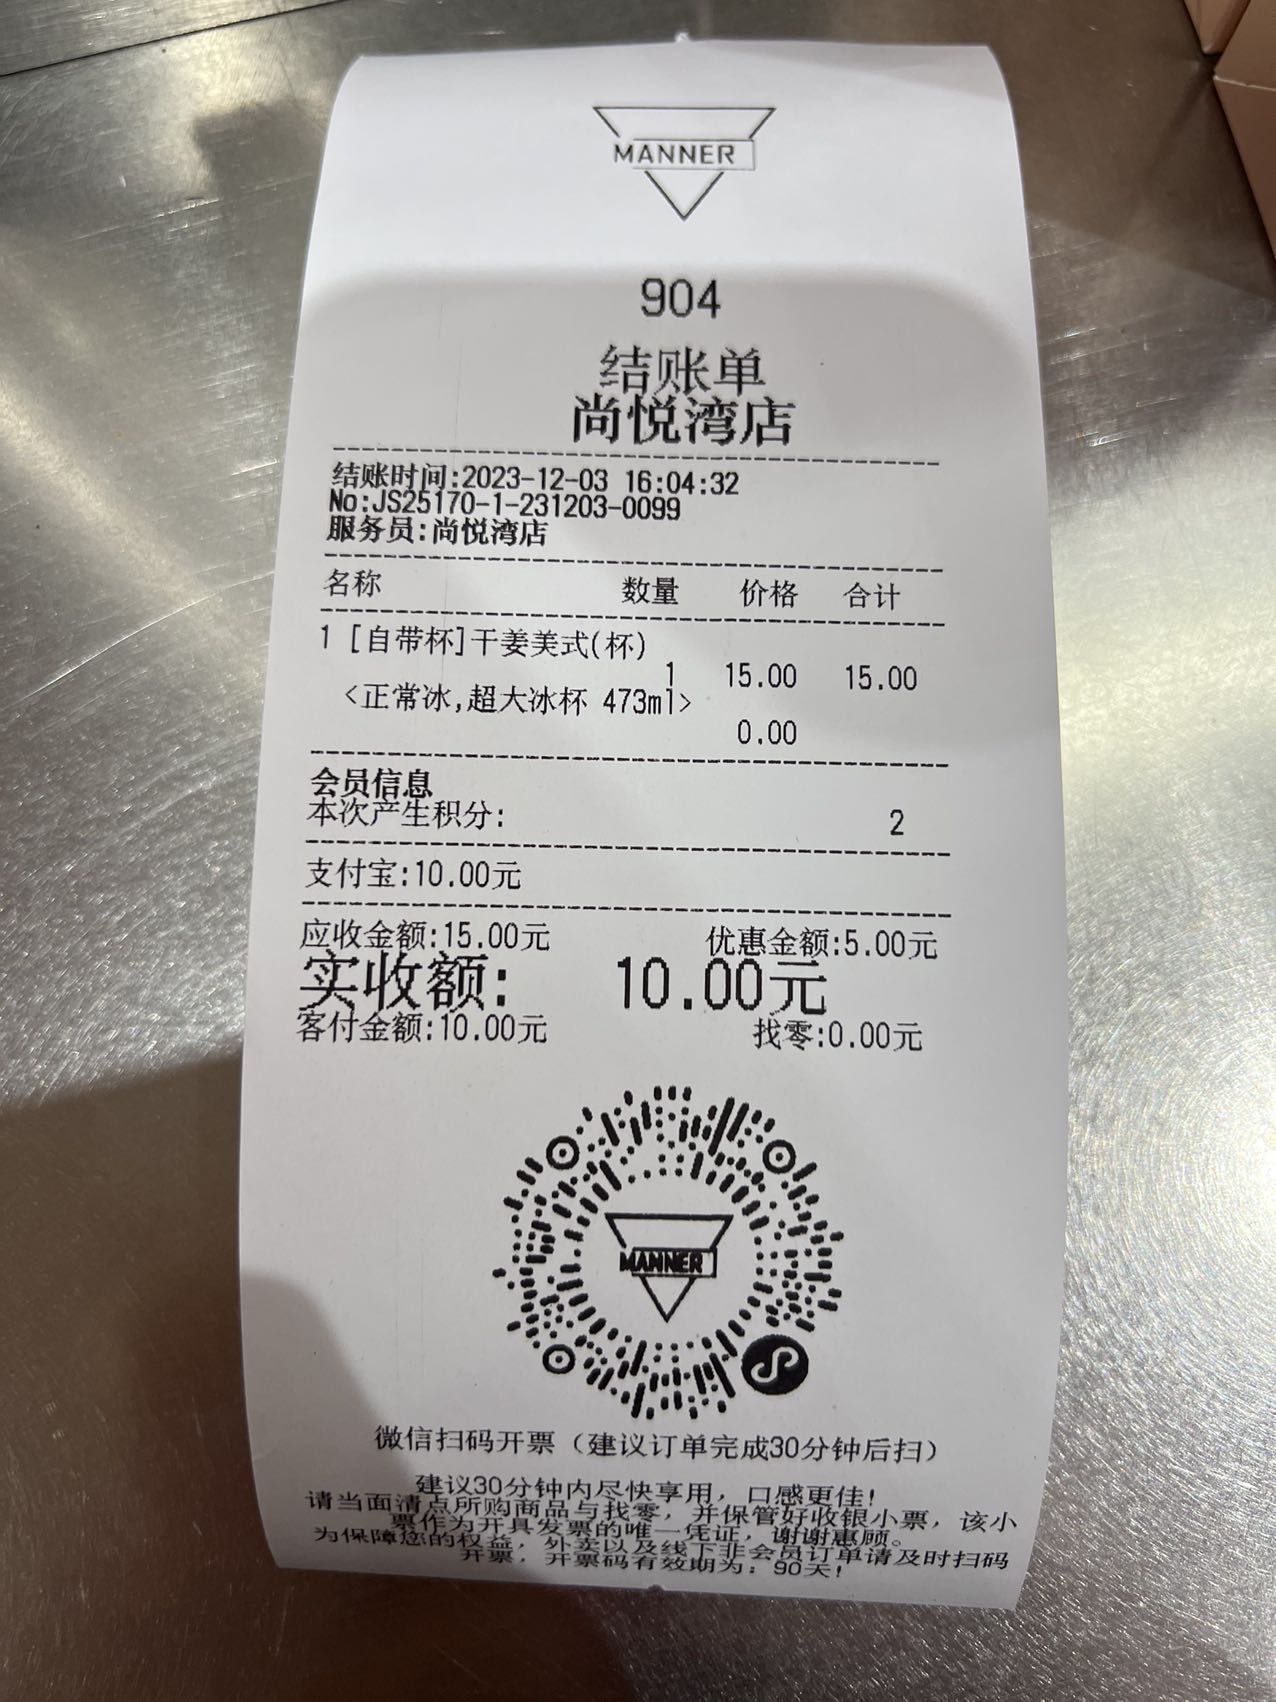 MANNER
904
结账单
尚悦湾店
结账时间:2023-12-03 16:04:32
No:JS25170-1-231203-0099
服务员:尚悦湾店
名称 数量 价格 合计
1 [自带杯]干姜美式(杯)
1 15.00 15.00
<正常冰,超大冰杯 473ml>
0.00
会员信息
本次产生积分: 2
支付宝:10.00元
应收金额:15.00元 优惠金额:5.00元
实收额: 10.00元
客付金额:10.00元 找零:0.00元
MANNER
微信扫码开票（建议订单完成30分钟后扫）
建议30分钟内尽快享用，口感更佳!
请当面清点所购商品与找零，并保管好收银小票，该小
票作为开具发票的唯一凭证，谢谢惠顾。
为保障您的权益，外卖以及线下非会员订单请及时扫码
开票，开票码有效期为：90天!